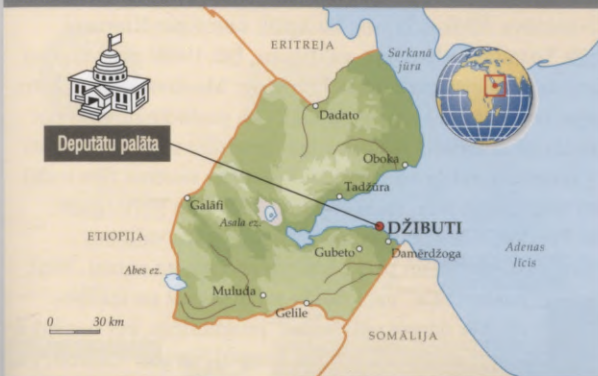 ERITREJA
Sarkanā
jūra
Dadato
Deputātu palāta
Oboka
Tadžūra
Galāfi
Asala ez.
DŽIBUTI
ETIOPIJA
Gubeto
Damērdžoga
Adenas
līcis
Abes ez.
Muluda
Gelīle
0 30 km
SOMĀLIJA